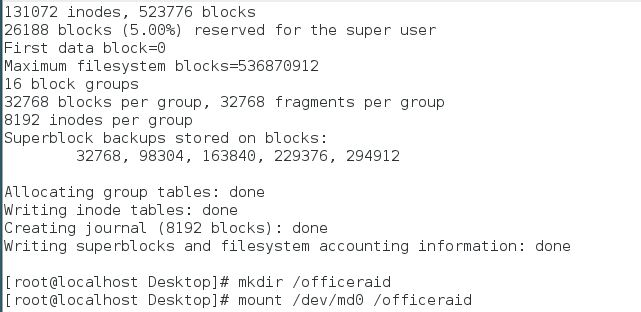 131072 inodes, 523776 blocks
26188 blocks (5.00%) reserved for the super user
First data block=0
Maximum filesystem blocks=536870912
16 block groups
32768 blocks per group, 32768 fragments per group
8192 inodes per group
Superblock backups stored on blocks:
        32768, 98304, 163840, 229376, 294912

Allocating group tables: done
Writing inode tables: done
Creating journal (8192 blocks): done
Writing superblocks and filesystem accounting information: done

[root@localhost Desktop]# mkdir /officeraid
[root@localhost Desktop]# mount /dev/md0 /officeraid